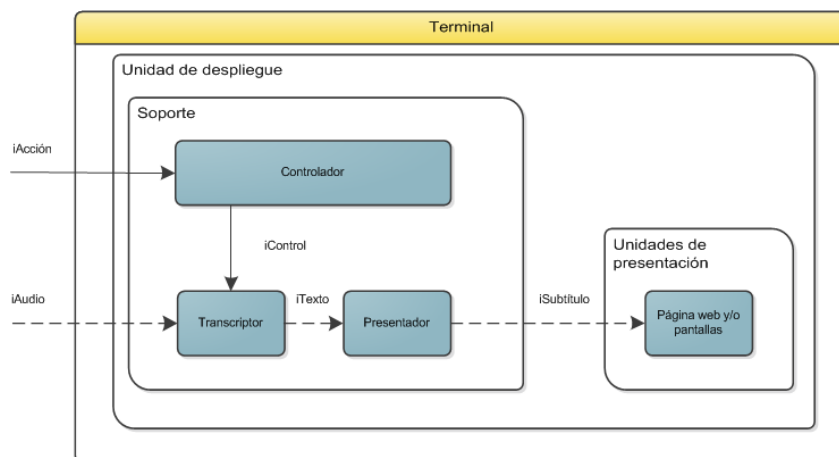 Terminal
Unidad de despliegue
Soporte
iAcción
Controlador
iControl
Unidades de
presentación
iAudio
iTexto
iSubtítulo
Transcriptor
Presentador
Página web y/o
pantallas